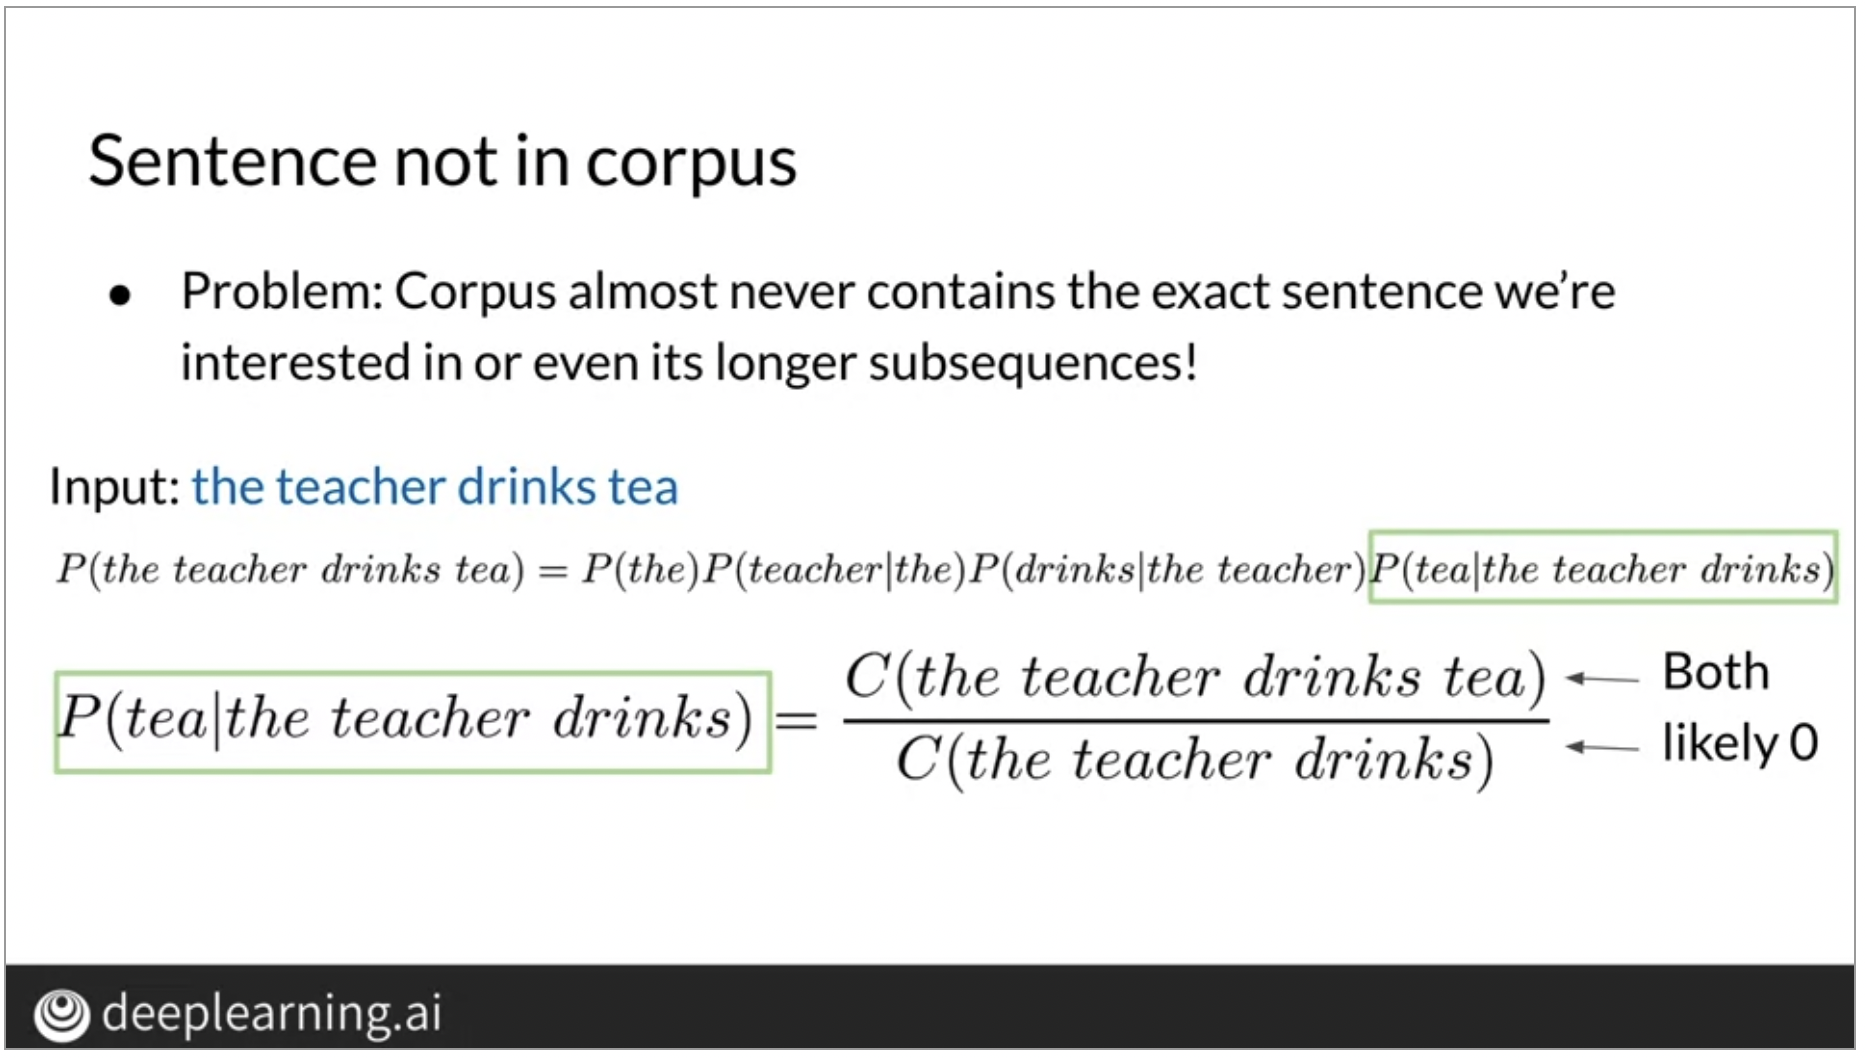 Sentence not in corpus
● Problem: Corpus almost never contains the exact sentence we’re
interested in or even its longer subsequences!
Input: the teacher drinks tea
P(the teacher drinks tea) = P(the)P(teacher|the)P(drinks|the teacher)P(tea|the teacher drinks)
P(tea|the teacher drinks) = C(the teacher drinks tea) Both
C(the teacher drinks) likely 0
deeplearning.ai